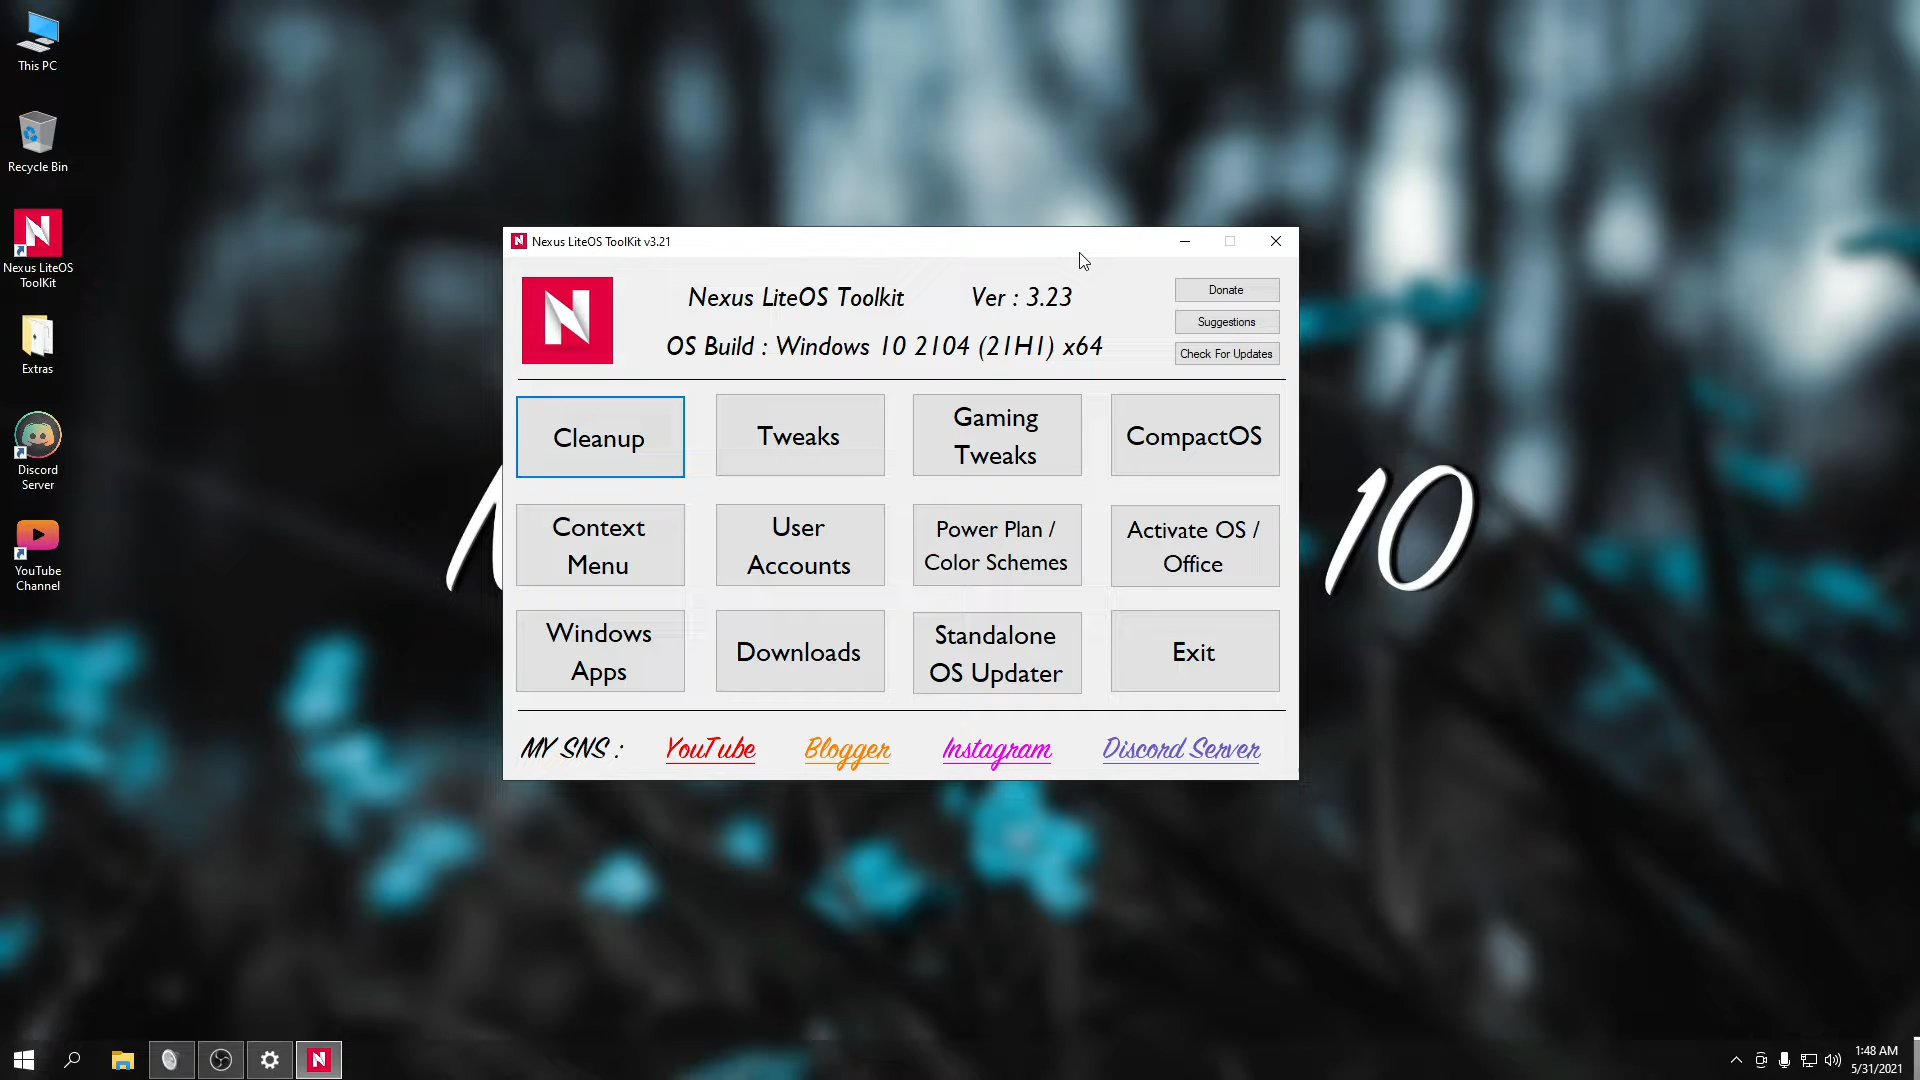 This PC
Recycle Bin
Nexus LiteOS
ToolKit
Extras
Discord
Server
YouTube
Channel
Nexus LiteOS ToolKit v3.21
Nexus LiteOS Toolkit Ver : 3.23
OS Build : Windows 10 2104 (21H1) x64
Donate
Suggestions
Check For Updates
Cleanup
Tweaks
Gaming
Tweaks
CompactOS
Context
Menu
User
Accounts
Power Plan /
Color Schemes
Activate OS /
Office
Windows
Apps
Downloads
Standalone
OS Updater
Exit
MY SNS : YouTube Blogger Instagram Discord Server
10
1:48 AM
5/31/2021